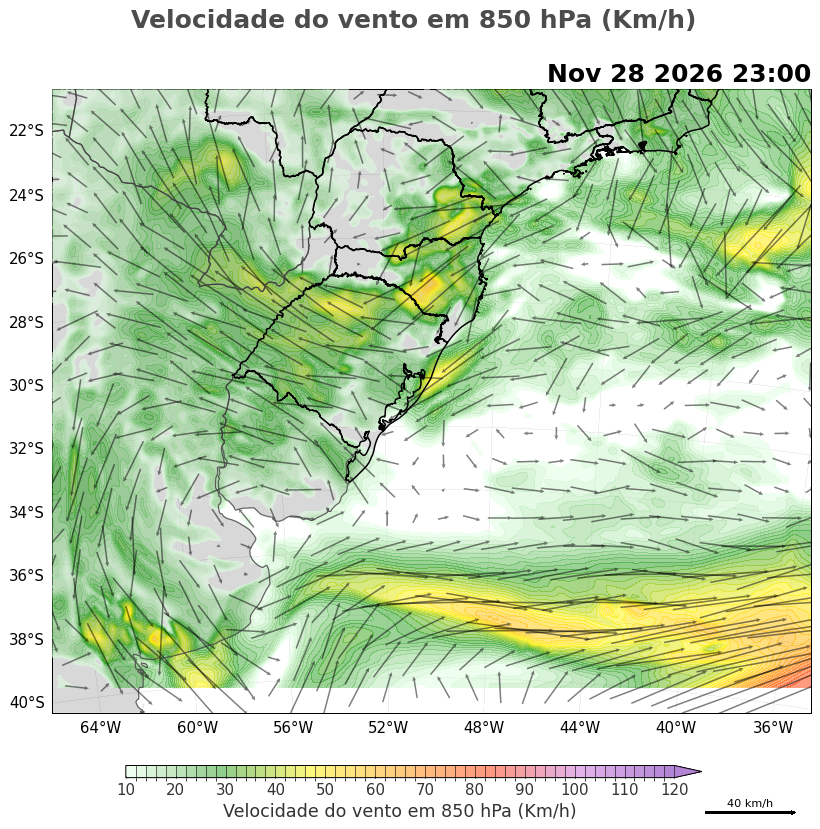 Velocidade do vento em 850 hPa (Km/h)
Nov 28 2026 23:00
22°S
24°S
26°S
28°S
30°S
32°S
34°S
36°S
38°S
40°S
64°W 60°W 56°W 52°W 48°W 44°W 40°W 36°W
10 20 30 40 50 60 70 80 90 100 110 120
40 km/h
Velocidade do vento em 850 hPa (Km/h)